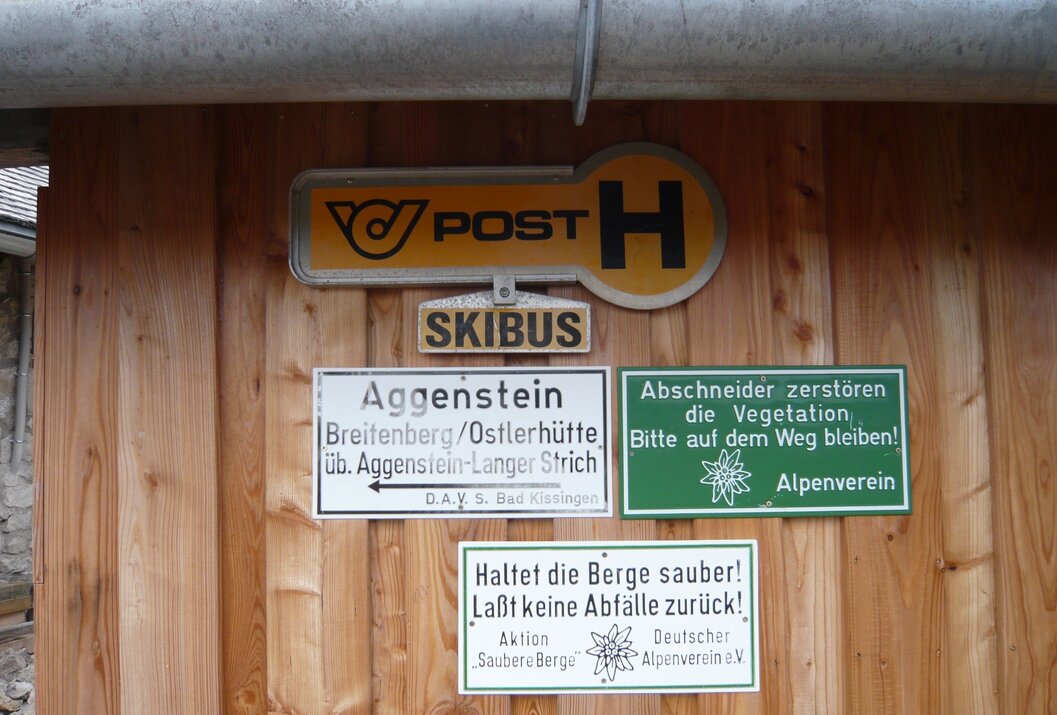 POST H
SKIBUS
Aggenstein
Breitenberg/Ostlerhütte
üb. Aggenstein-Langer Strich
D.A.V. S. Bad Kissingen
Abschneider zerstören
die Vegetation
Bitte auf dem Weg bleiben!
Alpenverein
Haltet die Berge sauber!
Laßt keine Abfälle zurück!
Aktion
„Saubere Berge"
Deutscher
Alpenverein e.V.